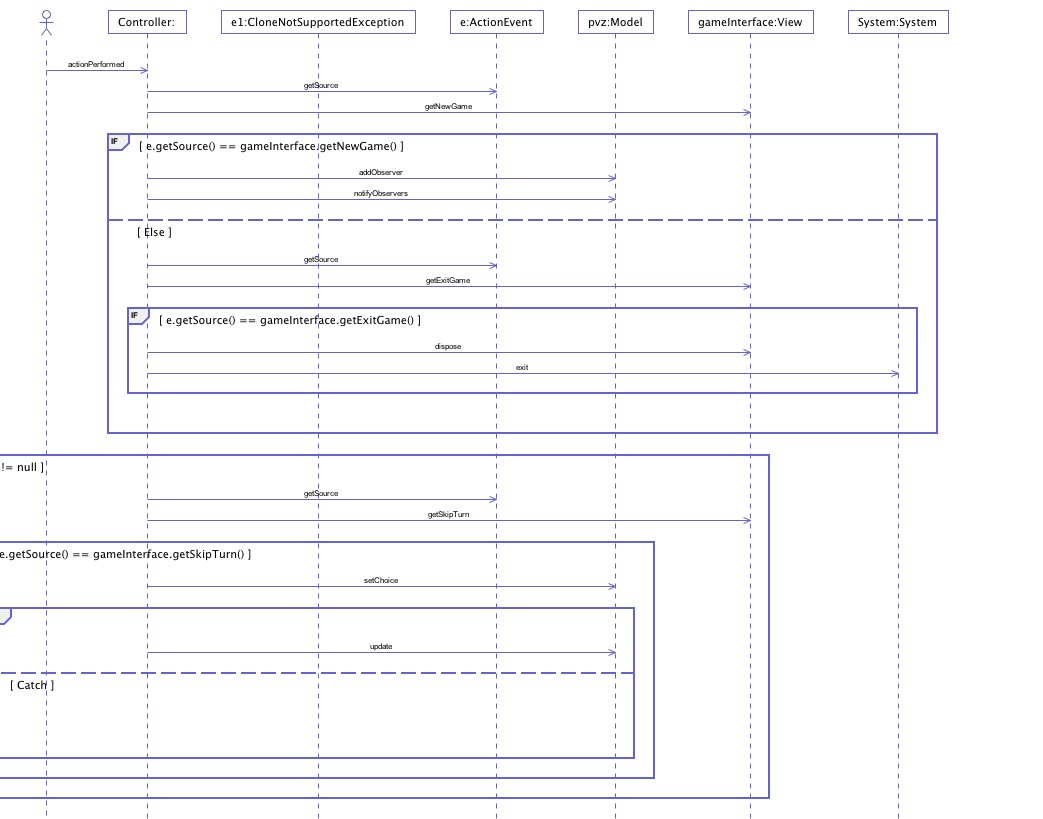 Controller:
e1:CloneNotSupportedException
e:ActionEvent
pvz:Model
gameInterface:View
System:System
actionPerformed
getSource
getNewGame
IF
[ e.getSource() == gameInterface.getNewGame() ]
addObserver
notifyObservers
[ Else ]
getSource
getExitGame
IF
[ e.getSource() == gameInterface.getExitGame() ]
dispose
exit
!= null ]
getSource
getSkipTurn
e.getSource() == gameInterface.getSkipTurn() ]
setChoice
update
[ Catch ]